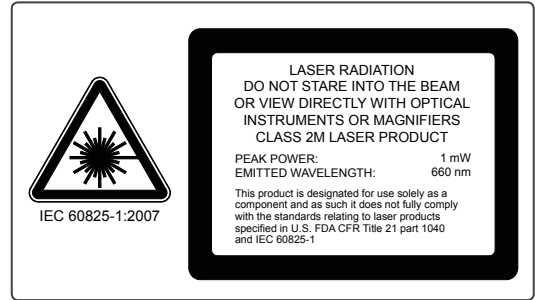 IEC 60825-1:2007
LASER RADIATION
DO NOT STARE INTO THE BEAM
OR VIEW DIRECTLY WITH OPTICAL
INSTRUMENTS OR MAGNIFIERS
CLASS 2M LASER PRODUCT
PEAK POWER: 1 mW
EMITTED WAVELENGTH: 660 nm
This product is designated for use solely as a
component and as such it does not fully comply
with the standards relating to laser products
specified in U.S. FDA CFR Title 21 part 1040
and IEC 60825-1